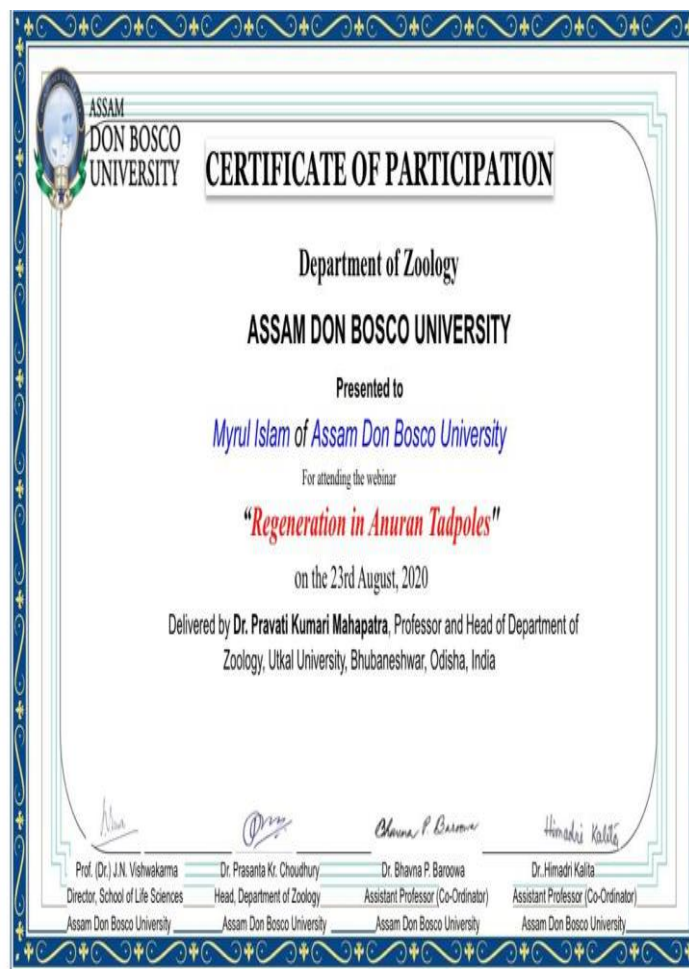 ASSAM
DON BOSCO
UNIVERSITY
CERTIFICATE OF PARTICIPATION
Department of Zoology
ASSAM DON BOSCO UNIVERSITY
Presented to
Myrul Islam of Assam Don Bosco University
For attending the webinar
“Regeneration in Anuran Tadpoles"
on the 23rd August, 2020
Delivered by Dr. Pravati Kumari Mahapatra, Professor and Head of Department of
Zoology, Utkal University, Bhubaneshwar, Odisha, India
Bhavna P. Baroowa
Himadri Kalita
Prof. (Dr.) J.N. Vishwakarma
Director, School of Life Sciences
Assam Don Bosco University
Dr. Prasanta Kr. Choudhury
Head, Department of Zoology
Assam Don Bosco University
Dr. Bhavna P. Baroowa
Assistant Professor (Co-Ordinator)
Assam Don Bosco University
Dr..Himadri Kalita
Assistant Professor (Co-Ordinator)
Assam Don Bosco University